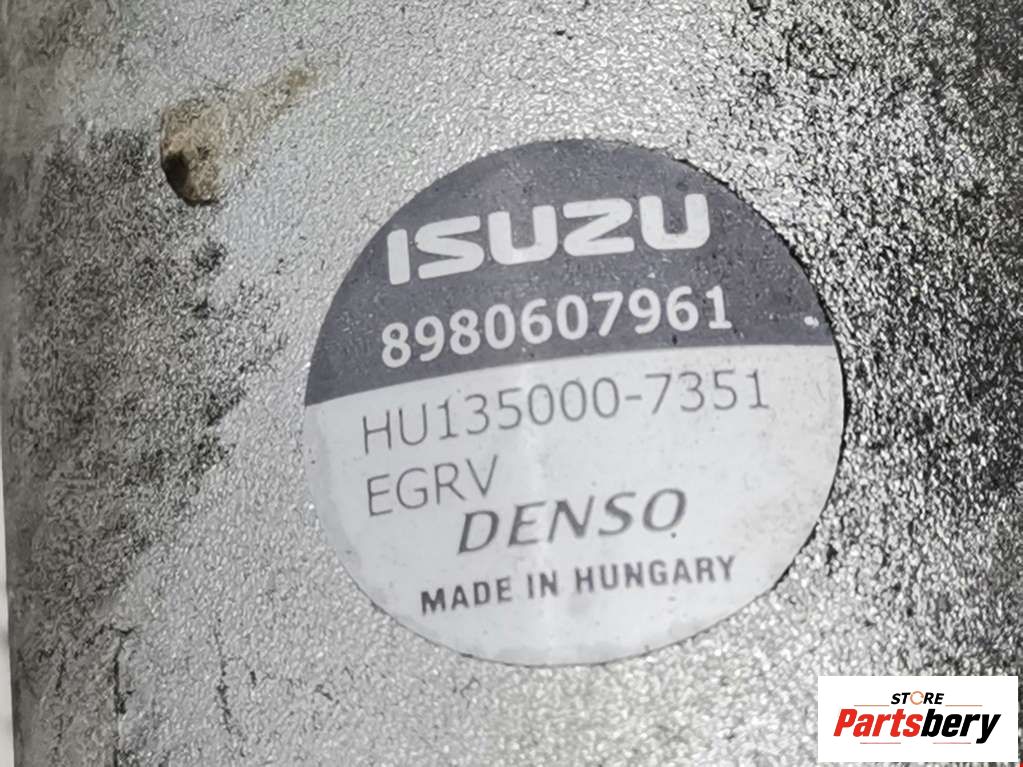 ISUZU
8980607961
HU135000-7351
EGRV
DENSO
MADE IN HUNGARY
STORE
Partsbery